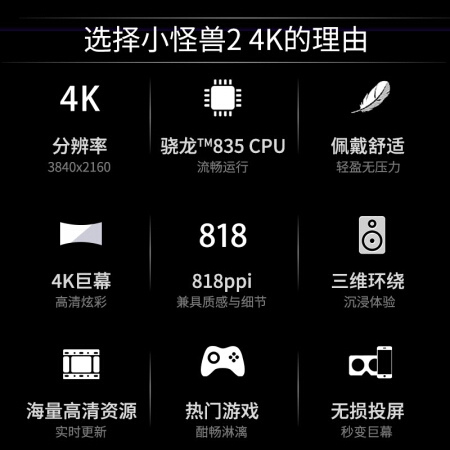 选择小怪兽2 4K的理由
4K
分辨率
3840x2160
骁龙™835 CPU
流畅运行
佩戴舒适
轻盈无压力
4K巨幕
高清炫彩
818
818ppi
兼具质感与细节
三维环绕
沉浸体验
海量高清资源
实时更新
热门游戏
酣畅淋漓
无损投屏
秒变巨幕